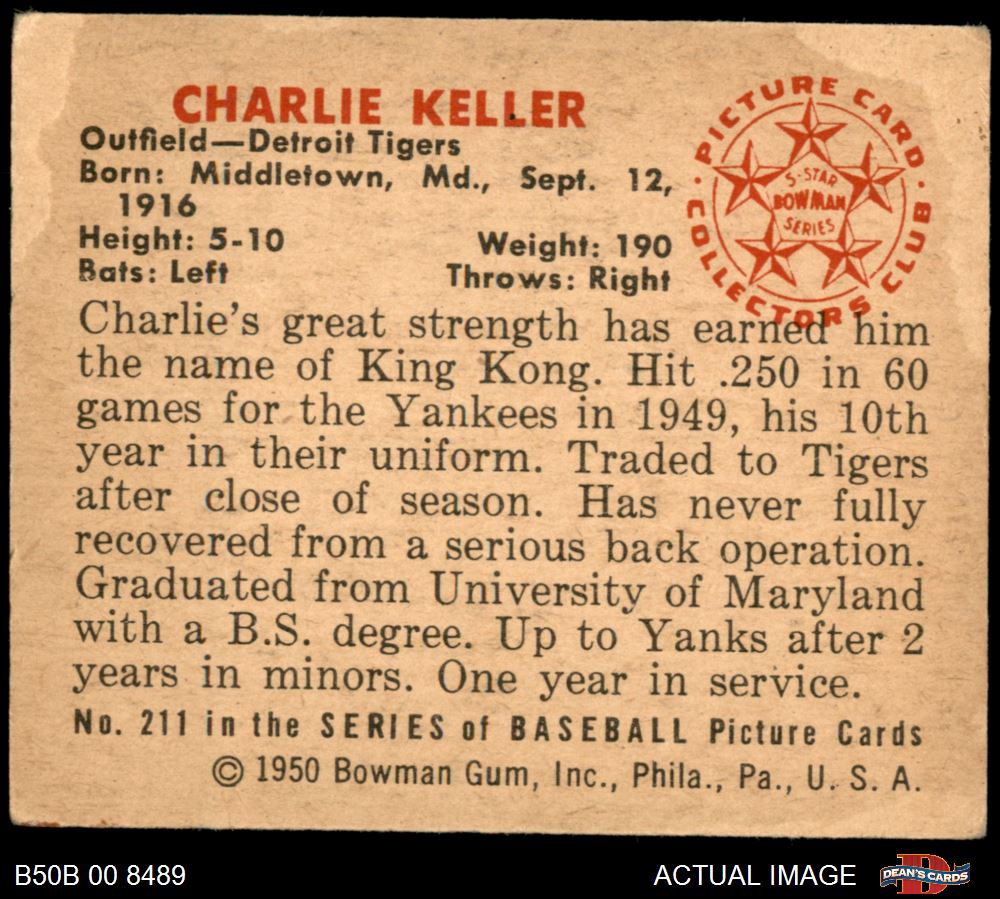 CHARLIE KELLER
Outfield—Detroit Tigers
Born: Middletown, Md., Sept. 12,
1916
Height: 5-10 Weight: 190
Bats: Left Throws: Right
PICTURE CARD
COLLECTORS CLUB
5-STAR
BOWMAN
SERIES
Charlie's great strength has earned him
the name of King Kong. Hit .250 in 60
games for the Yankees in 1949, his 10th
year in their uniform. Traded to Tigers
after close of season. Has never fully
recovered from a serious back operation.
Graduated from University of Maryland
with a B.S. degree. Up to Yanks after 2
years in minors. One year in service.
No. 211 in the SERIES of BASEBALL Picture Cards
© 1950 Bowman Gum, Inc., Phila., Pa., U. S. A.
B50B 00 8489 ACTUAL IMAGE
D
DEAN'S CARDS